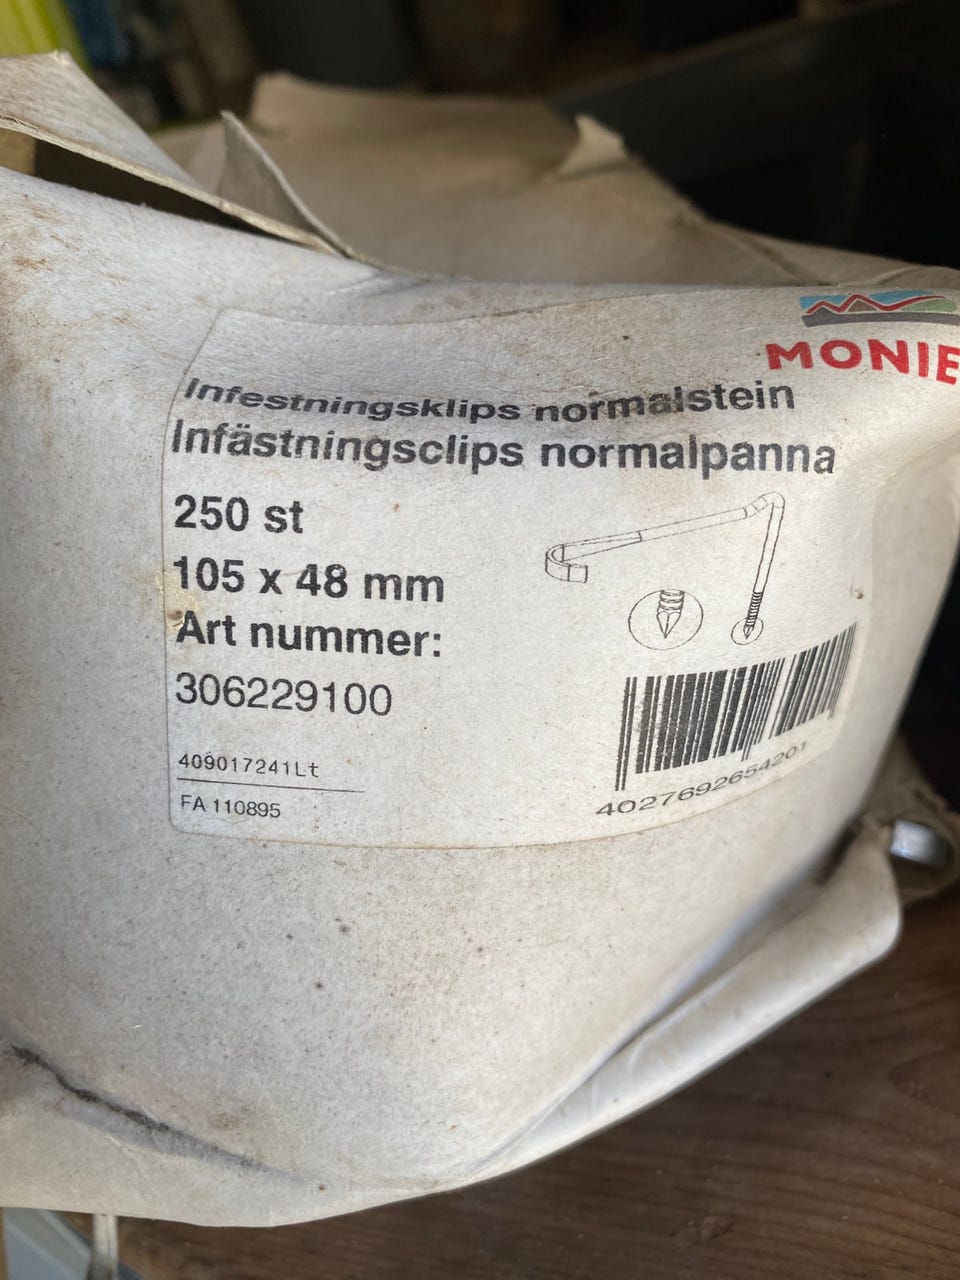 MONIE
Infestningsklips normalstein
Infästningsclips normalpanna
250 st
105 x 48 mm
Art nummer:
306229100
409017241Lt
FA 110895
4027692654201